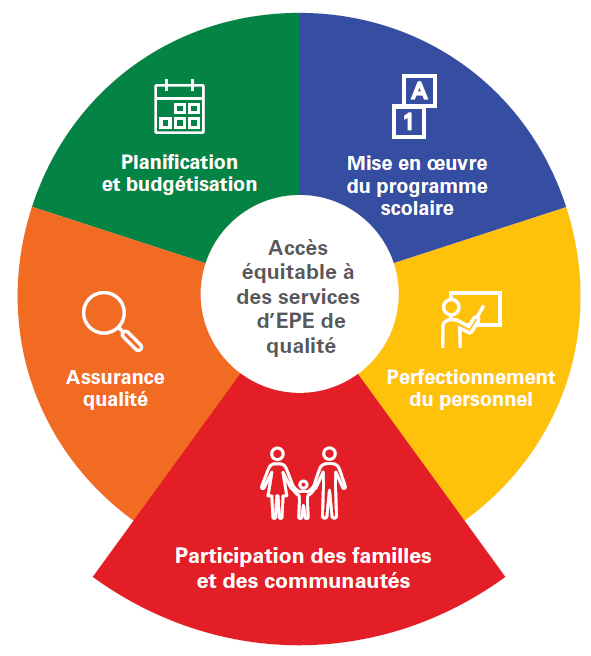 Planification
et budgétisation
A
1
Mise en œuvre
du programme
scolaire
Accès
équitable à
des services
d'EPE de
qualité
Assurance
qualité
Perfectionnement
du personnel
Participation des familles
et des communautés